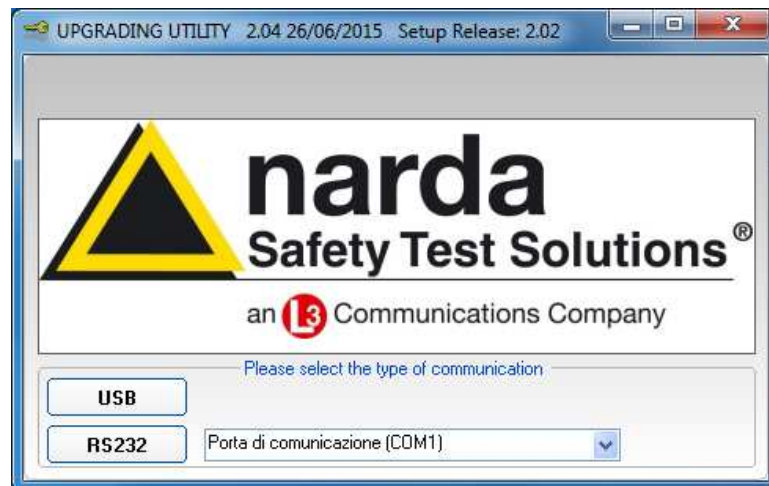 UPGRADING UTILITY 2.04 26/06/2015 Setup Release: 2.02
narda
Safety Test Solutions®
an L3 Communications Company
Please select the type of communication
USB
RS232 Porta di comunicazione (COM1)